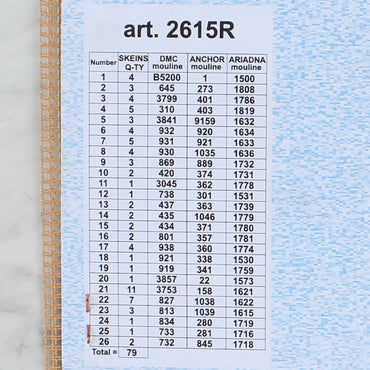 art. 2615R
Number SKEINS Q-TY DMC mouline ANCHOR mouline ARIADNA mouline
1 4 B5200 1 1500
2 3 645 273 1808
3 4 3799 401 1786
4 5 310 403 1819
5 3 3841 9159 1632
6 4 932 920 1634
7 5 931 921 1633
8 4 930 1035 1636
9 3 869 889 1732
10 2 420 374 1731
11 1 3045 362 1778
12 1 738 301 1531
13 2 437 363 1739
14 2 435 1046 1779
15 2 434 371 1780
16 2 801 357 1781
17 4 938 360 1774
18 1 921 338 1530
19 1 919 341 1759
20 1 3857 22 1573
21 11 3753 158 1621
22 7 827 1038 1622
23 3 813 1039 1615
24 1 834 280 1719
25 1 733 281 1716
26 2 732 845 1718
Total = 79